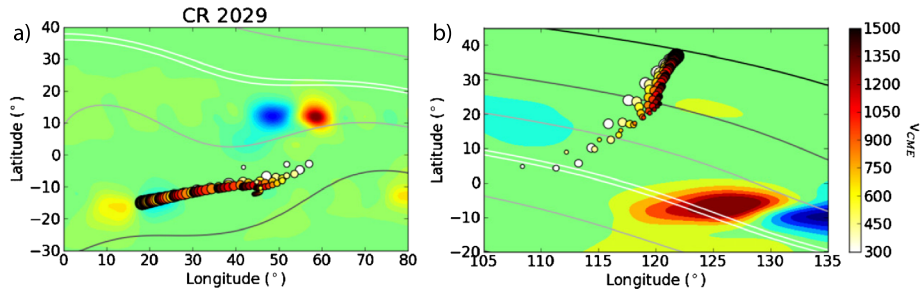 CR 2029
a)
40
30
20
10
0
−10
−20
−30
Latitude (°)
0 10 20 30 40 50 60 70 80
Longitude (°)
b)
40
30
20
10
0
−10
−20
Latitude (°)
105 110 115 120 125 130 135
Longitude (°)
1500
1350
1200
1050
900
750
600
450
300
vCME